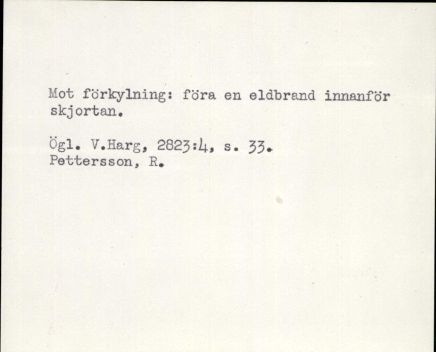 Mot förkylning: föra en eldbrand innanför
skjortan.
Ögl. V.Harg, 2823:4, s. 33.
Pettersson, R.